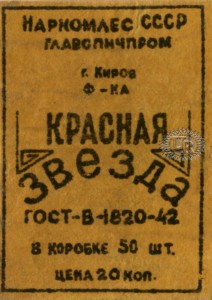 НАРКОМЛЕС СССР
ГЛАВСПИЧПРОМ
г. Киров
Ф-КА
КРАСНАЯ
Звезда
ГОСТ-В-1820-42
В КОРОБКЕ 50 ШТ.
ЦЕНА 20 КОП.